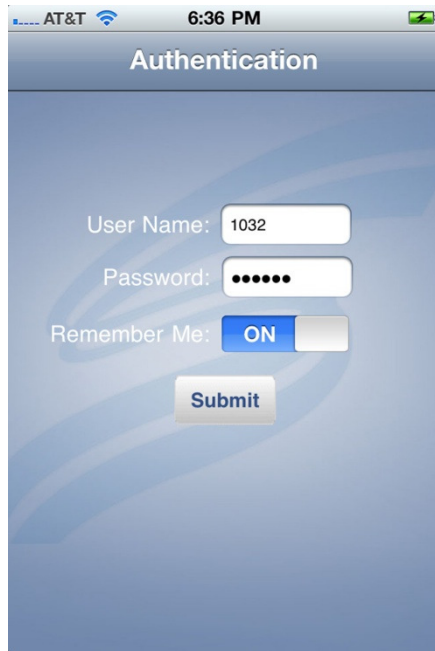 AT&T 6:36 PM
Authentication
User Name: 1032
Password: ••••••
Remember Me: ON
Submit